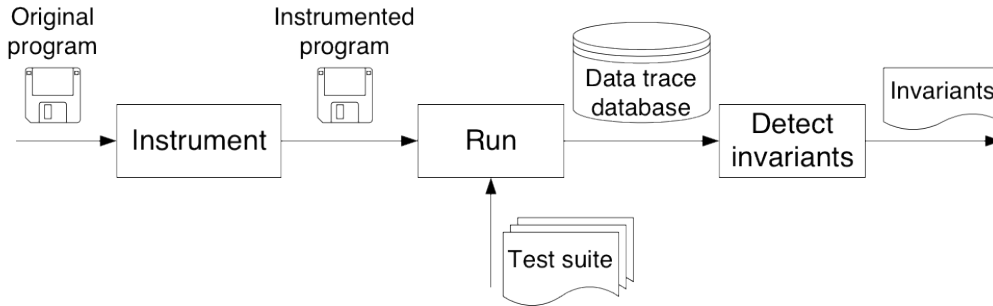 Original
program
Instrumented
program
Data trace
database
Invariants
Instrument
Run
Detect
invariants
Test suite